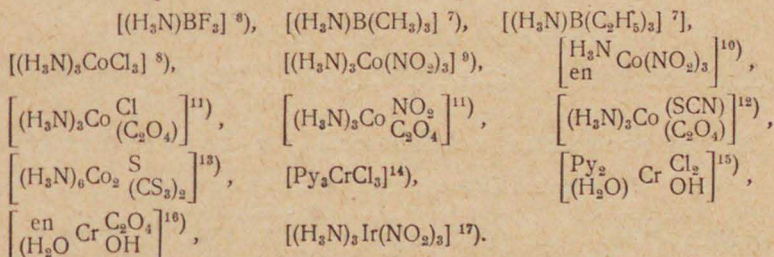 [(H₃N)BF₃] ⁸), [(H₃N)B(CH₃)₃] ⁷), [(H₃N)B(C₂H₅)₃] ⁷],
[(H₃N)₃CoCl₃] ⁸), [(H₃N)₃Co(NO₂)₃] ⁹), [H₃N en Co(NO₂)₃]¹⁰),
[(H₃N)₃Co Cl (C₂O₄)]¹¹), [(H₃N)₃Co NO₂ C₂O₄]¹¹), [(H₃N)₃Co (SCN) (C₂O₄)]¹²),
[(H₃N)₆Co₂ S (CS₃)₂]¹³), [Py₃CrCl₃]¹⁴), [Py₂ (H₂O) Cr Cl₂ OH]¹⁵),
[en (H₂O Cr C₂O₄ OH]¹⁶), [(H₃N)₃Ir(NO₂)₃] ¹⁷).